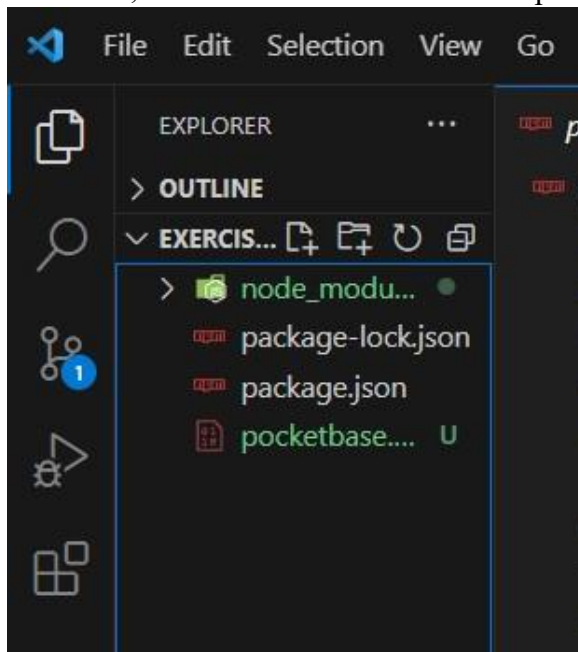 File Edit Selection View Go
EXPLORER ...
OUTLINE
EXERCIS...
node_modu...
package-lock.json
package.json
pocketbase.... U
1